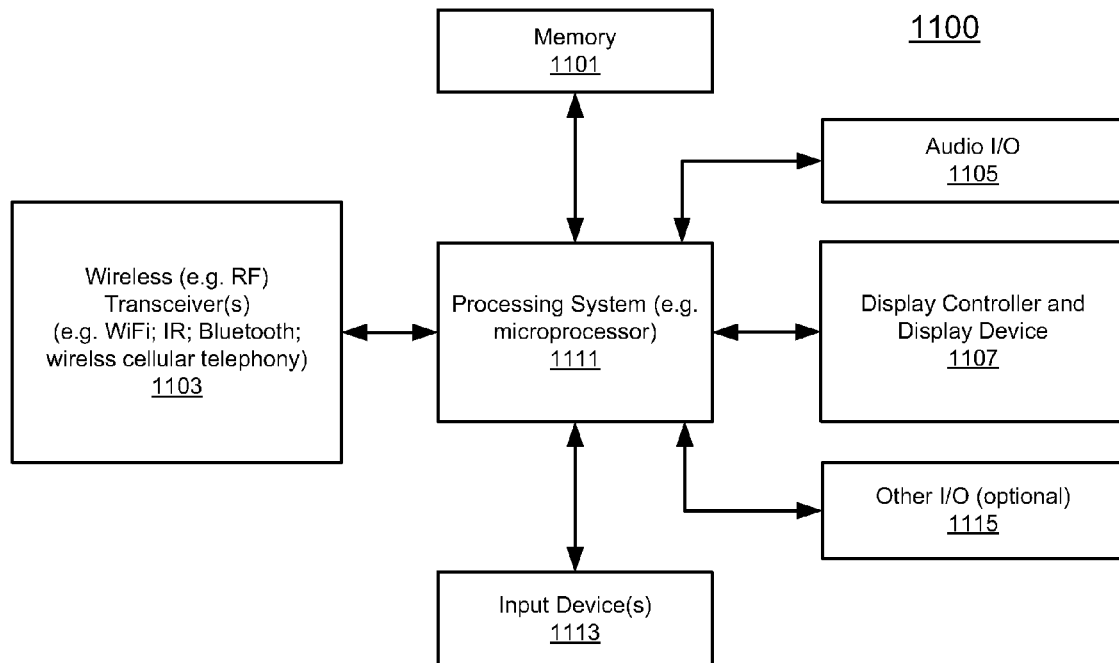 1100
Memory
1101
Audio I/O
1105
Wireless (e.g. RF)
Transceiver(s)
(e.g. WiFi; IR; Bluetooth;
wirelss cellular telephony)
1103
Processing System (e.g.
microprocessor)
1111
Display Controller and
Display Device
1107
Other I/O (optional)
1115
Input Device(s)
1113